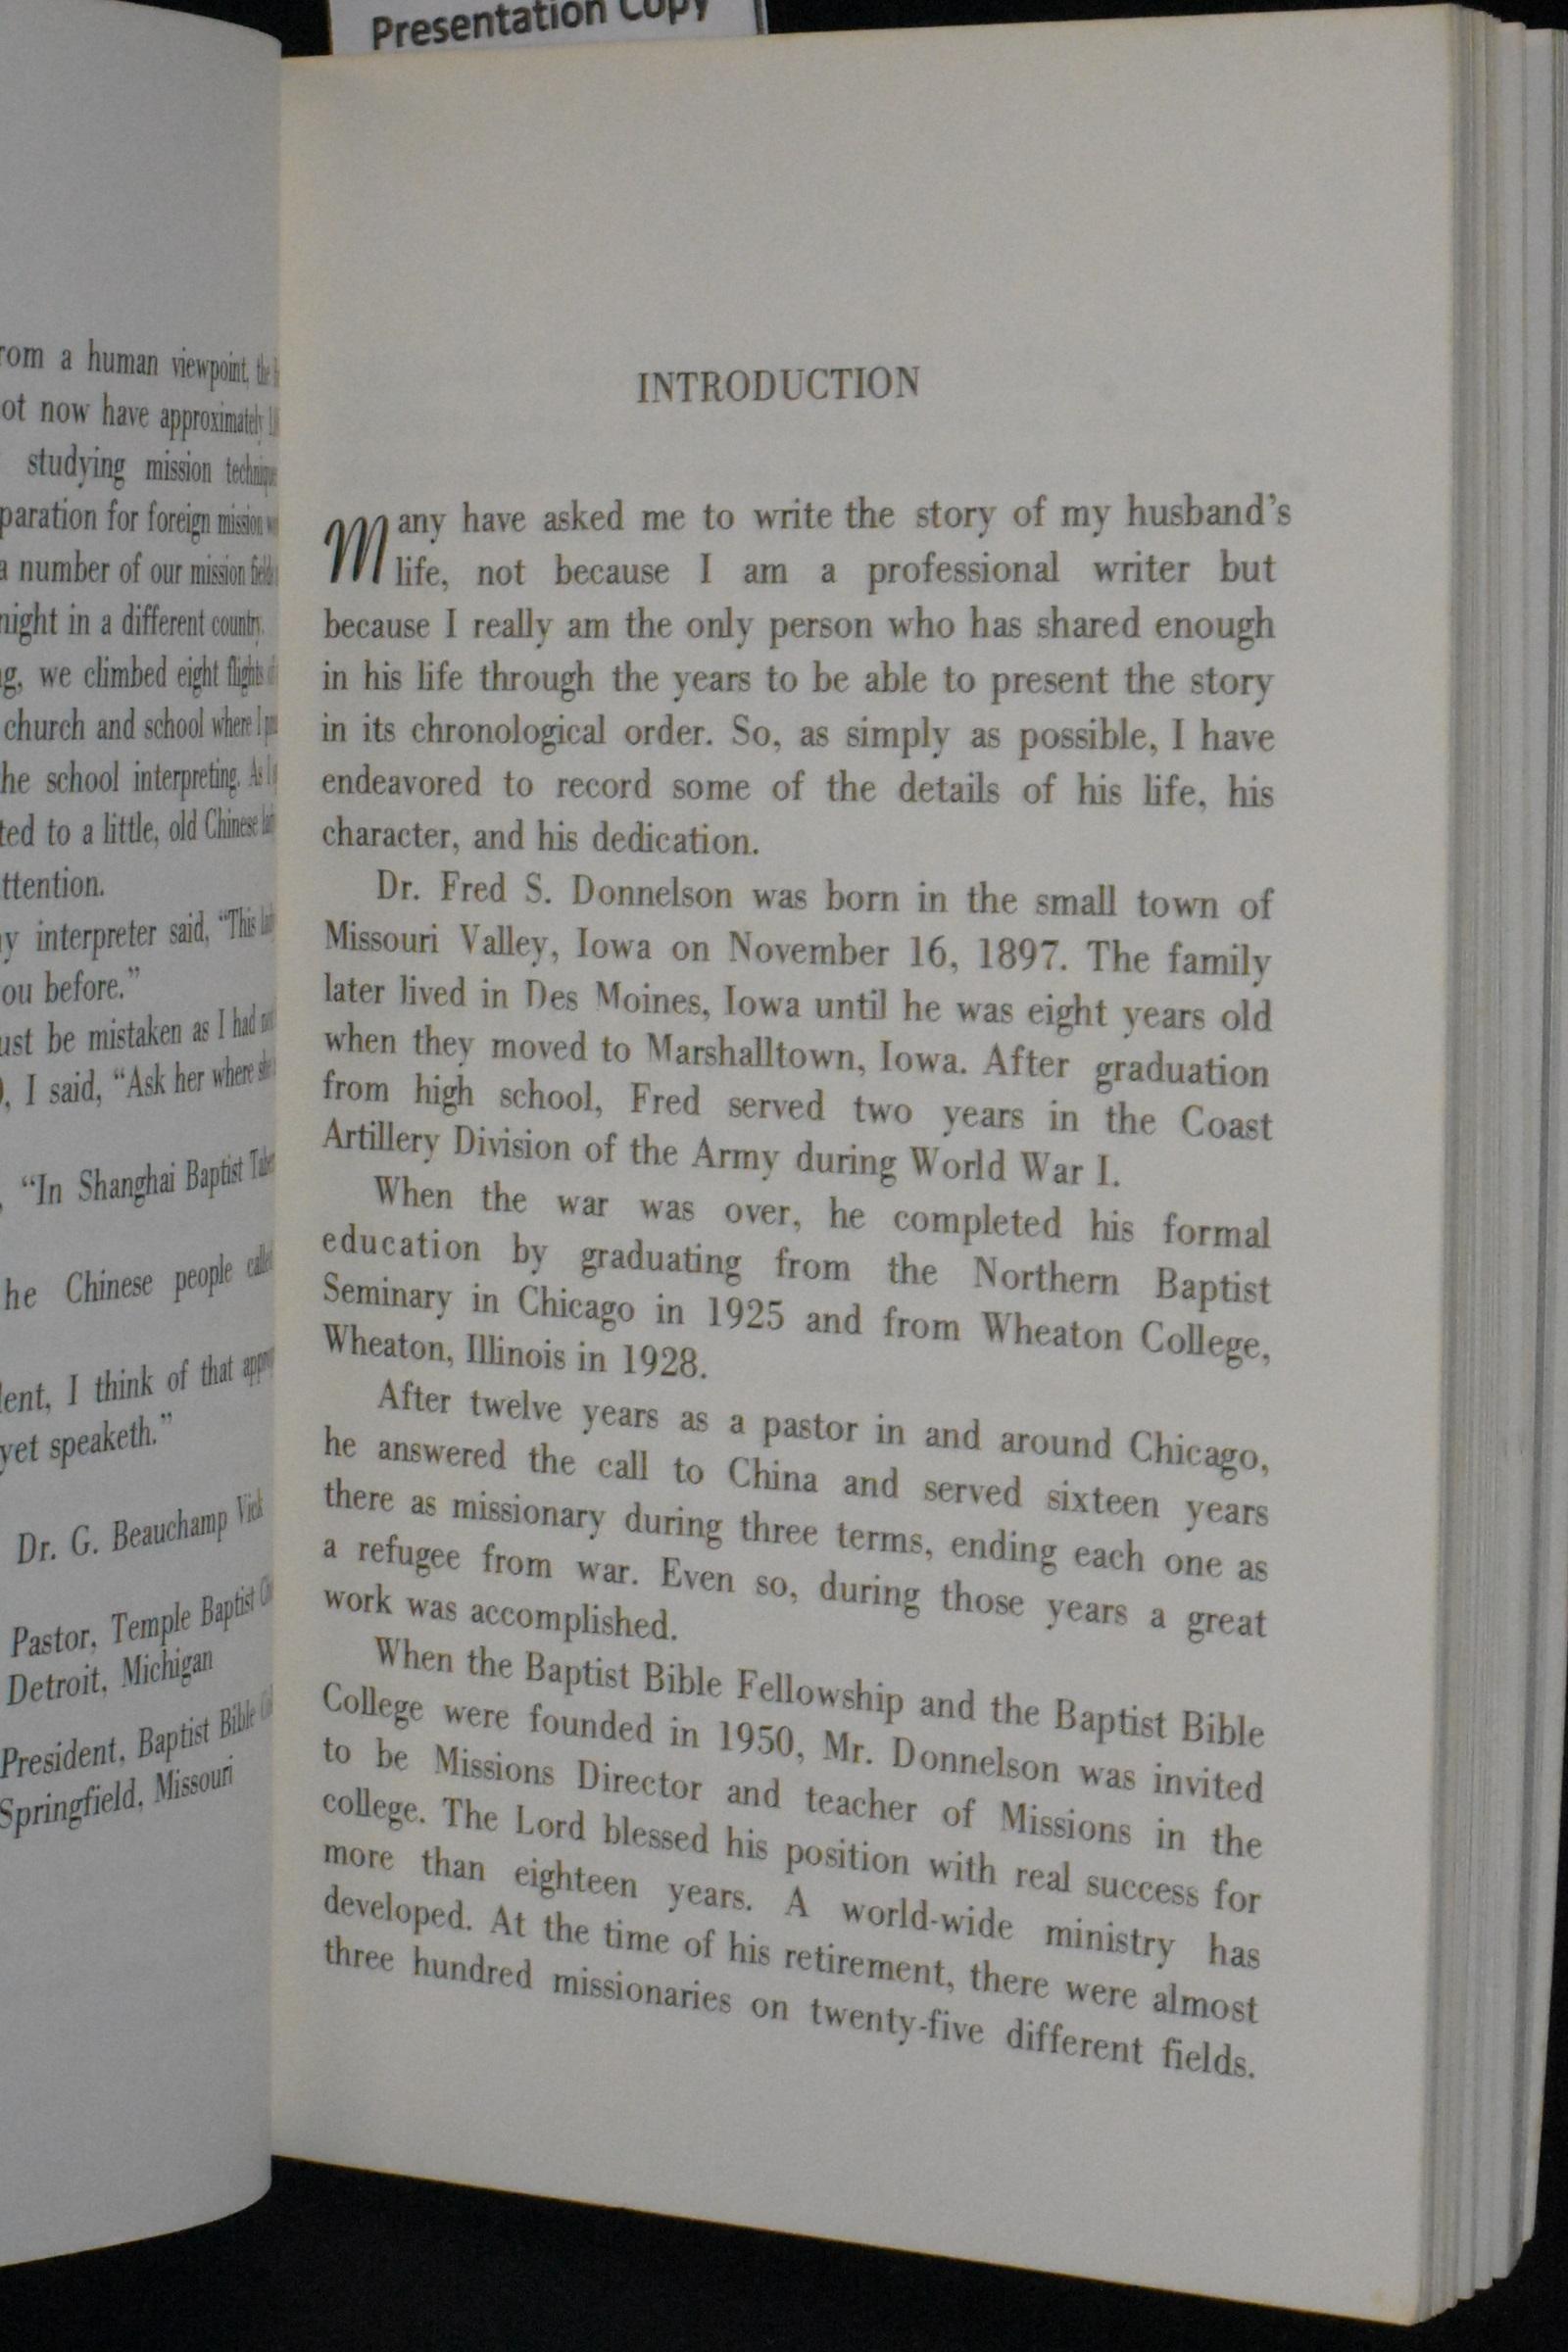 Presentation Copy
rom a human viewpoint,
ot now have approximately
studying mission
paration for foreign mission
a number of our mission
night in a different country.
g, we climbed eight flights
church and school where I
he school interpreting. As I
ted to a little, old Chinese
ttention.
y interpreter said, “This
ou before.”
ust be mistaken as I had
, I said, “Ask her where
“In Shanghai Baptist
he Chinese people
ent, I think of that
yet speaketh.”
Dr. G. Beauchamp Vick
Pastor, Temple Baptist
Detroit, Michigan
President, Baptist Bible
Springfield, Missouri
INTRODUCTION
Many have asked me to write the story of my husband’s
life, not because I am a professional writer but
because I really am the only person who has shared enough
in his life through the years to be able to present the story
in its chronological order. So, as simply as possible, I have
endeavored to record some of the details of his life, his
character, and his dedication.
Dr. Fred S. Donnelson was born in the small town of
Missouri Valley, Iowa on November 16, 1897. The family
later lived in Des Moines, Iowa until he was eight years old
when they moved to Marshalltown, Iowa. After graduation
from high school, Fred served two years in the Coast
Artillery Division of the Army during World War I.
When the war was over, he completed his formal
education by graduating from the Northern Baptist
Seminary in Chicago in 1925 and from Wheaton College,
Wheaton, Illinois in 1928.
After twelve years as a pastor in and around Chicago,
he answered the call to China and served sixteen years
there as missionary during three terms, ending each one as
a refugee from war. Even so, during those years a great
work was accomplished.
When the Baptist Bible Fellowship and the Baptist Bible
College were founded in 1950, Mr. Donnelson was invited
to be Missions Director and teacher of Missions in the
college. The Lord blessed his position with real success for
more than eighteen years. A world-wide ministry has
developed. At the time of his retirement, there were almost
three hundred missionaries on twenty-five different fields.